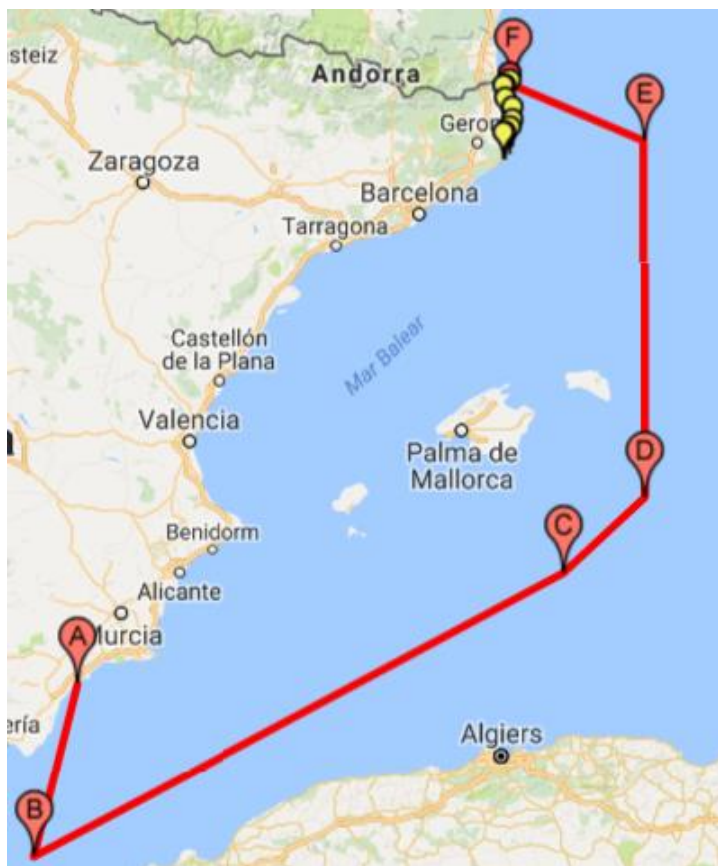 F
steiz
Andorra
E
Geron
Zaragoza
Barcelona
Tarragona
Mar Balear
Castellón
de la Plana
Valencia
Palma de
Mallorca
D
C
Benidorm
Alicante
A
Murcia
ería
Algiers
B